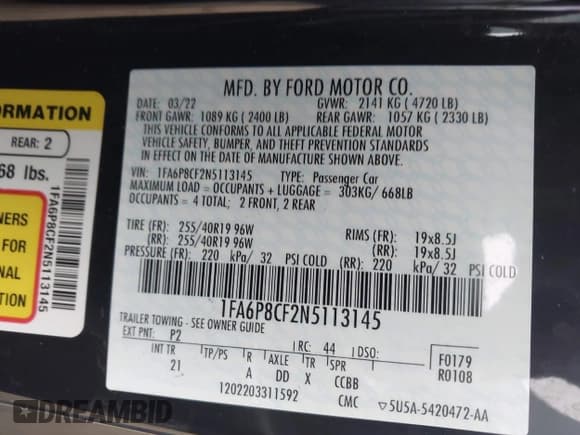 ORMATION
REAR: 2
68 lbs.
NERS
FOR
NAL
ION
1FA6P8CF2N5113145
MFD. BY FORD MOTOR CO.
DATE: 03/22 GVWR: 2141 KG ( 4720 LB)
FRONT GAWR: 1089 KG ( 2400 LB) REAR GAWR: 1057 KG ( 2330 LB)
THIS VEHICLE CONFORMS TO ALL APPLICABLE FEDERAL MOTOR
VEHICLE SAFETY, BUMPER, AND THEFT PREVENTION STANDARDS
IN EFFECT ON THE DATE OF MANUFACTURE SHOWN ABOVE.
VIN: 1FA6P8CF2N5113145 TYPE: Passenger Car
MAXIMUM LOAD = OCCUPANTS + LUGGAGE = 303KG/ 668LB
OCCUPANTS = 4 TOTAL; 2 FRONT, 2 REAR
TIRE (FR): 255/40R19 96W RIMS (FR): 19x8.5J
(RR): 255/40R19 96W (RR): 19x8.5J
PRESSURE (FR): 220 kPa/ 32 PSI COLD (RR): 220 kPa/ 32 PSI COLD
1FA6P8CF2N5113145
TRAILER TOWING - SEE OWNER GUIDE
EXT PNT: P2 RC: 44 DSO: F0179
INT TR TP/PS R AXLE TR SPR R0108
21 A DD X CCBB
1202203311592 CMC ▽5U5A-5420472-AA
DREAMBID